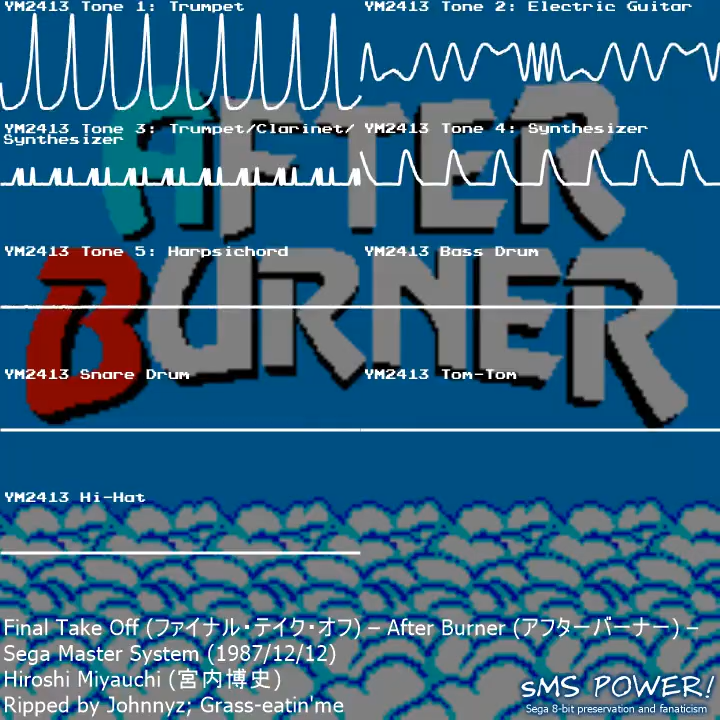 YM2413 Tone 1: Trumpet
YM2413 Tone 2: Electric Guitar
YM2413 Tone 3: Trumpet/Clarinet/
Synthesizer
YM2413 Tone 4: Synthesizer
YM2413 Tone 5: Harpsichord
YM2413 Bass Drum
YM2413 Snare Drum
YM2413 Tom-Tom
YM2413 Hi-Hat
AFTER
BURNER
Final Take Off (ファイナル・テイク・オフ) – After Burner (アフターバーナー) –
Sega Master System (1987/12/12)
Hiroshi Miyauchi (宮内博史)
Ripped by Johnnyz; Grass-eatin'me
SMS POWER!
Sega 8-bit preservation and fanaticism